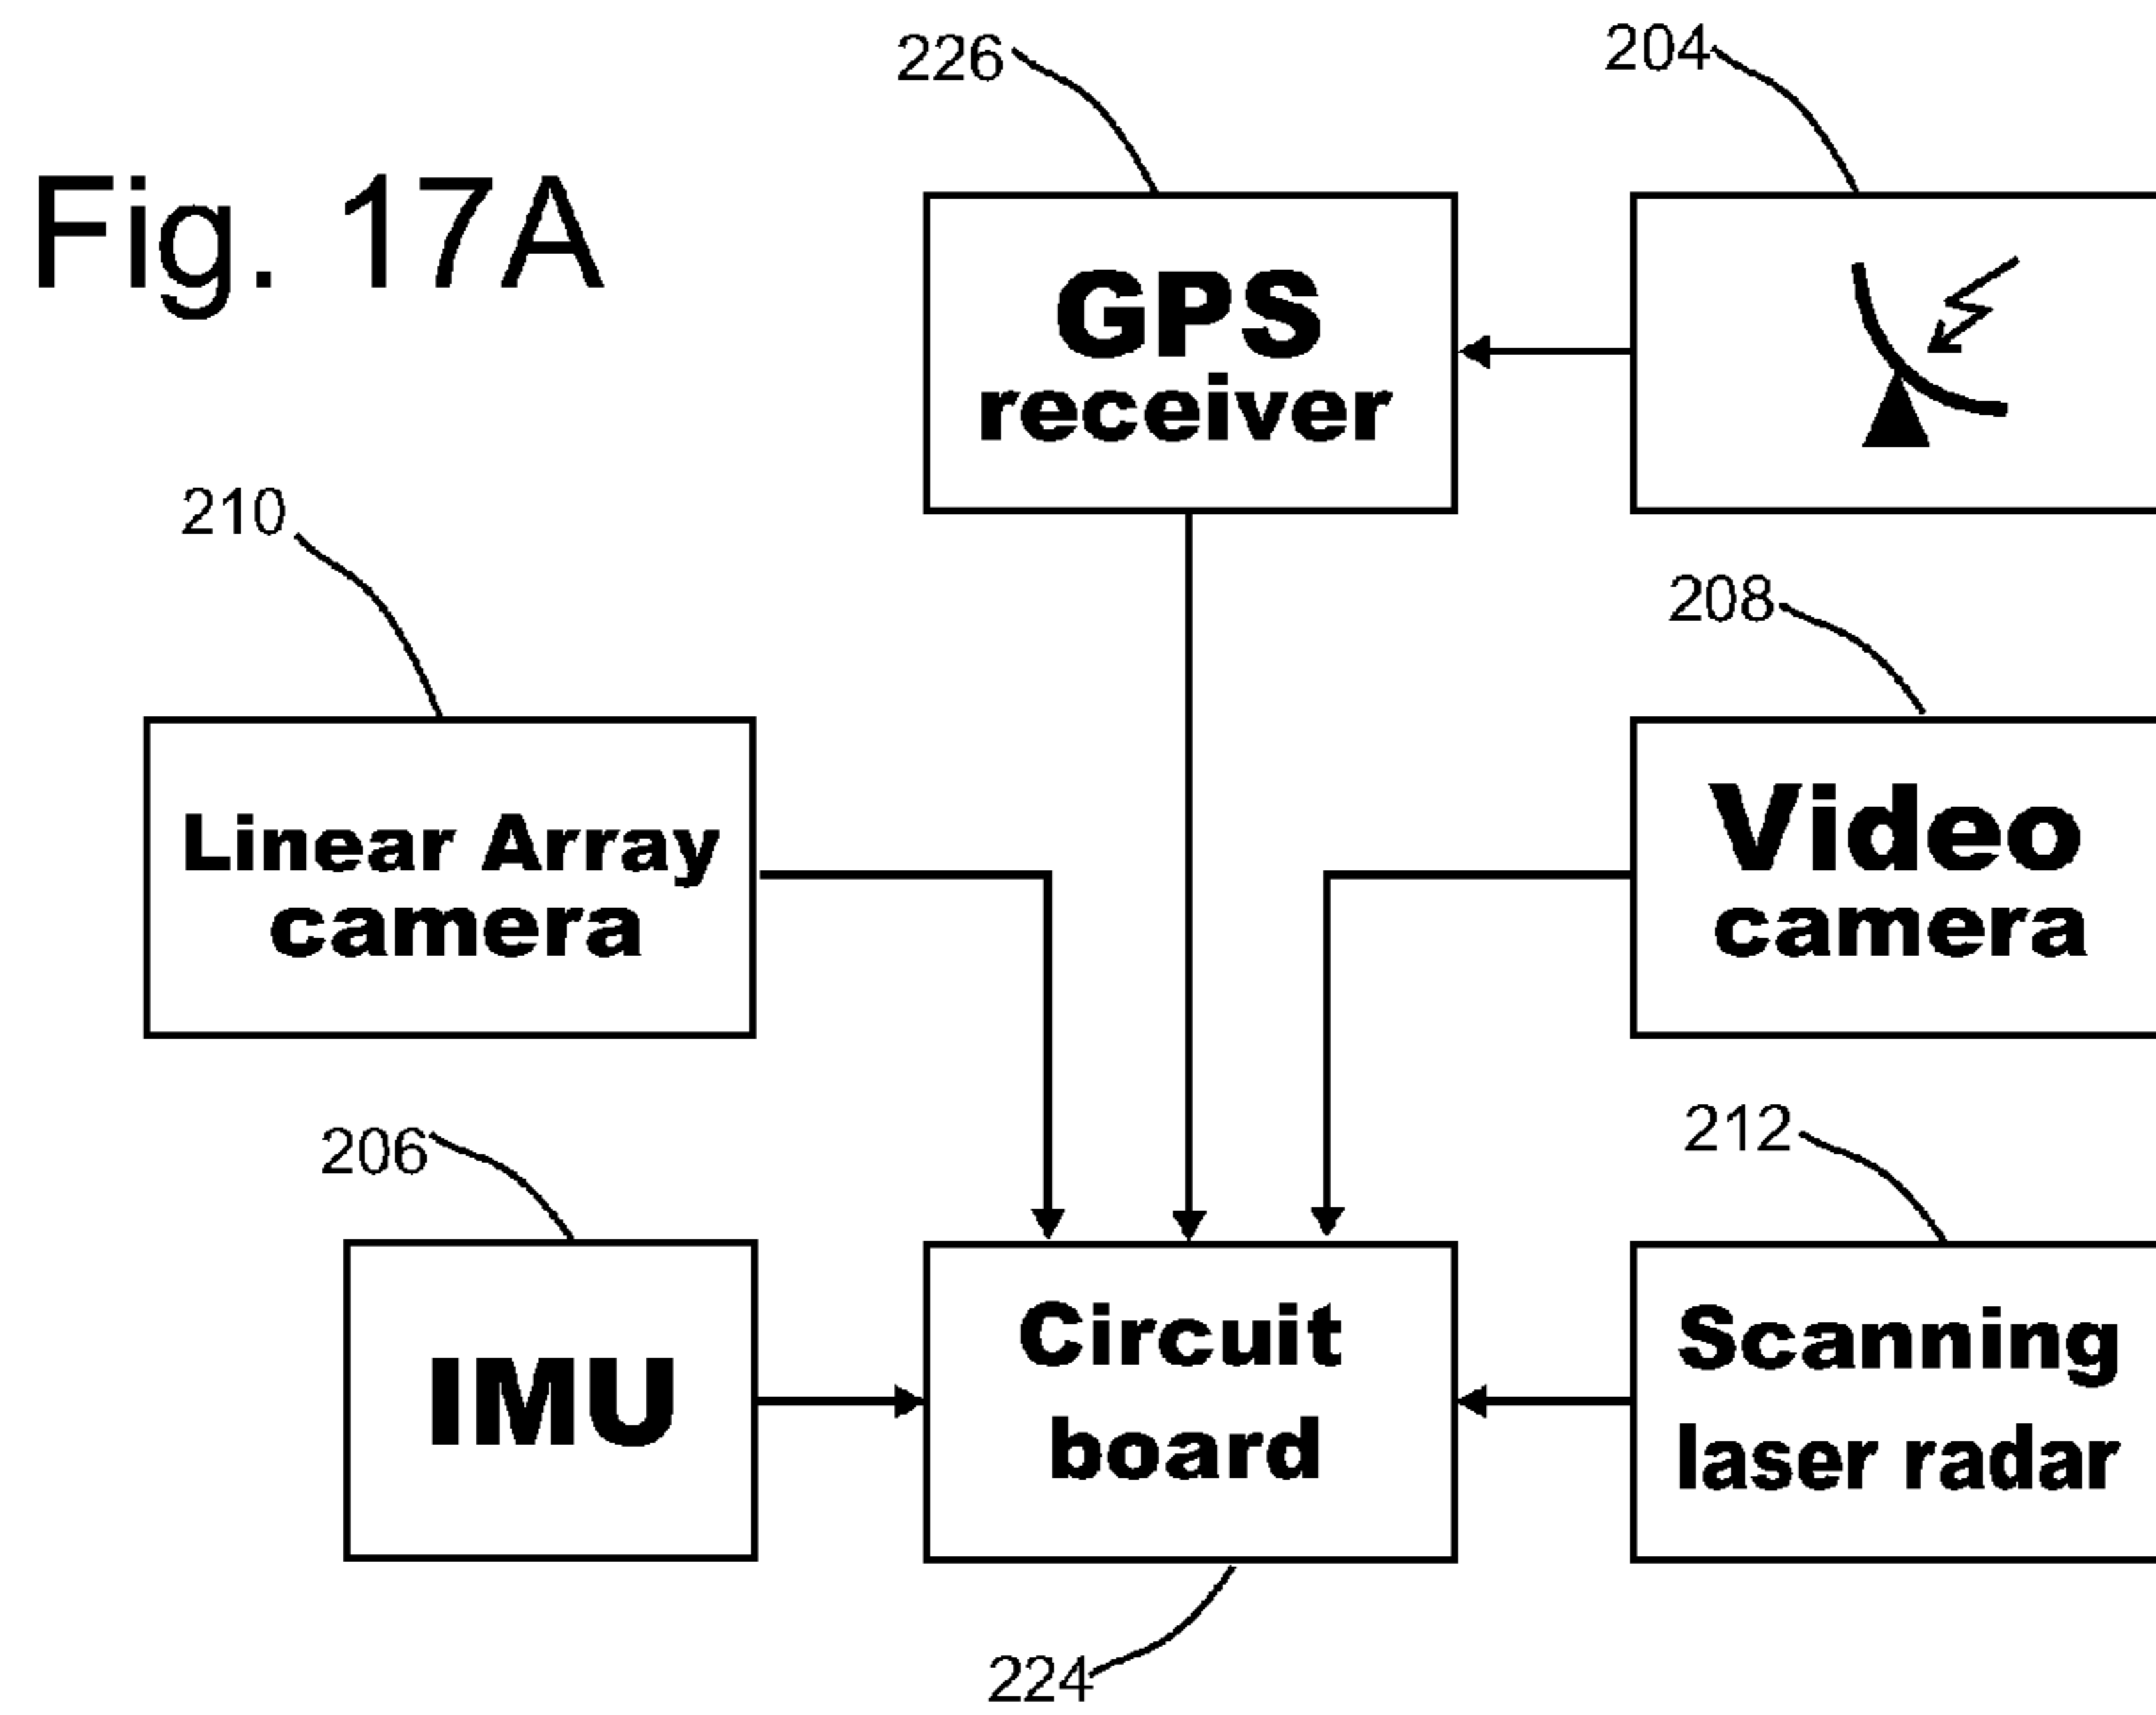 226
204
Fig. 17A
GPS
receiver
210
208
Linear Array
camera
Video
camera
206
212
IMU
Circuit
board
Scanning
laser radar
224